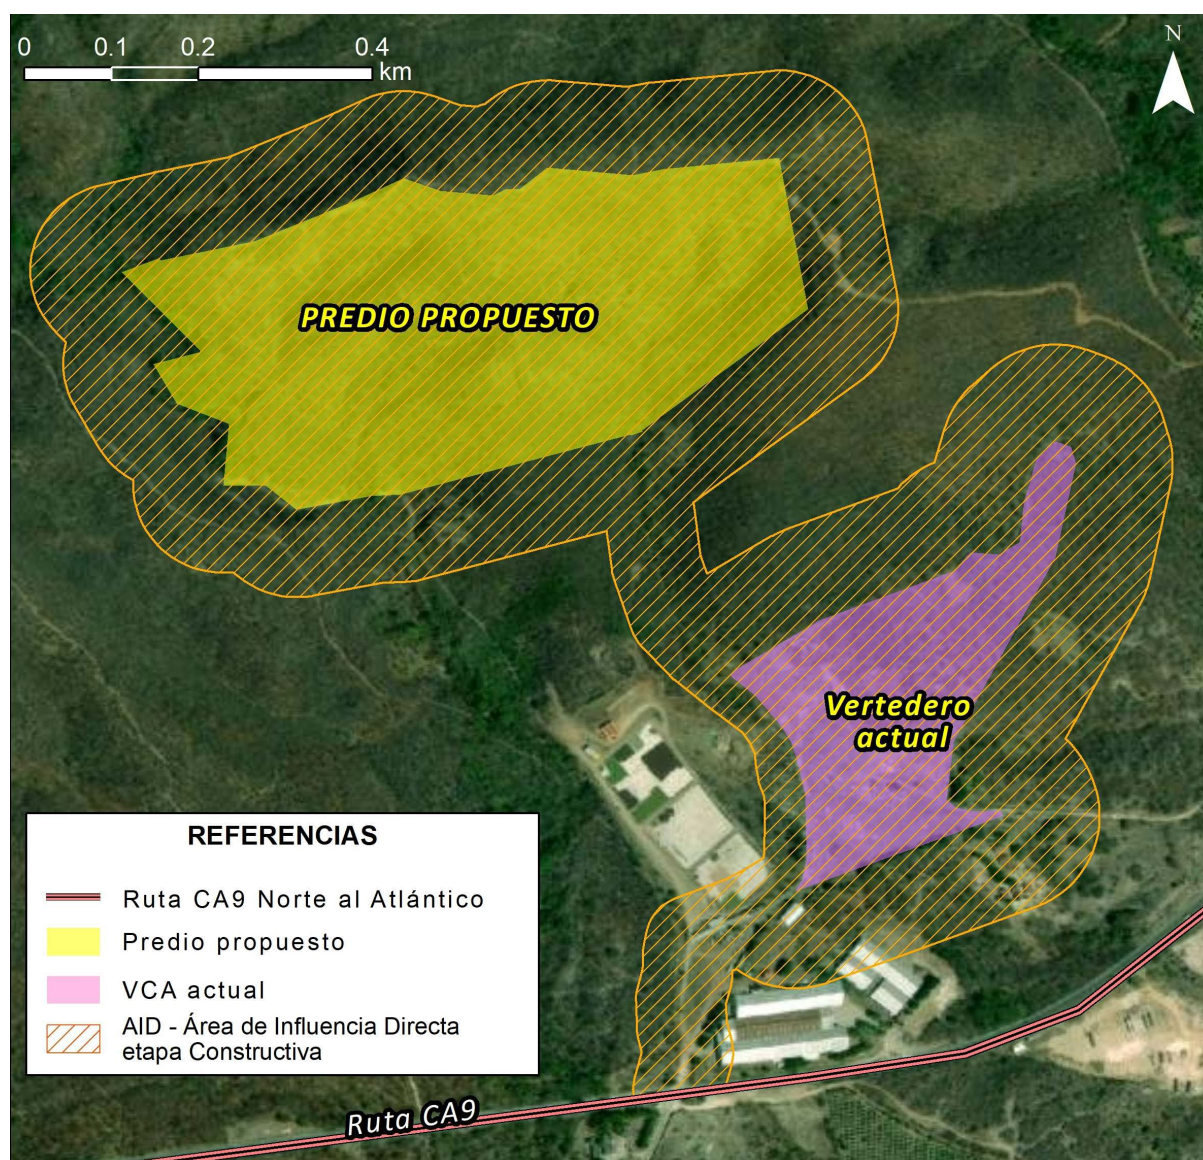 0 0.1 0.2 0.4
km
N
PREDIO PROPUESTO
Vertedero
actual
REFERENCIAS
Ruta CA9 Norte al Atlántico
Predio propuesto
VCA actual
AID - Área de Influencia Directa
etapa Constructiva
Ruta CA9